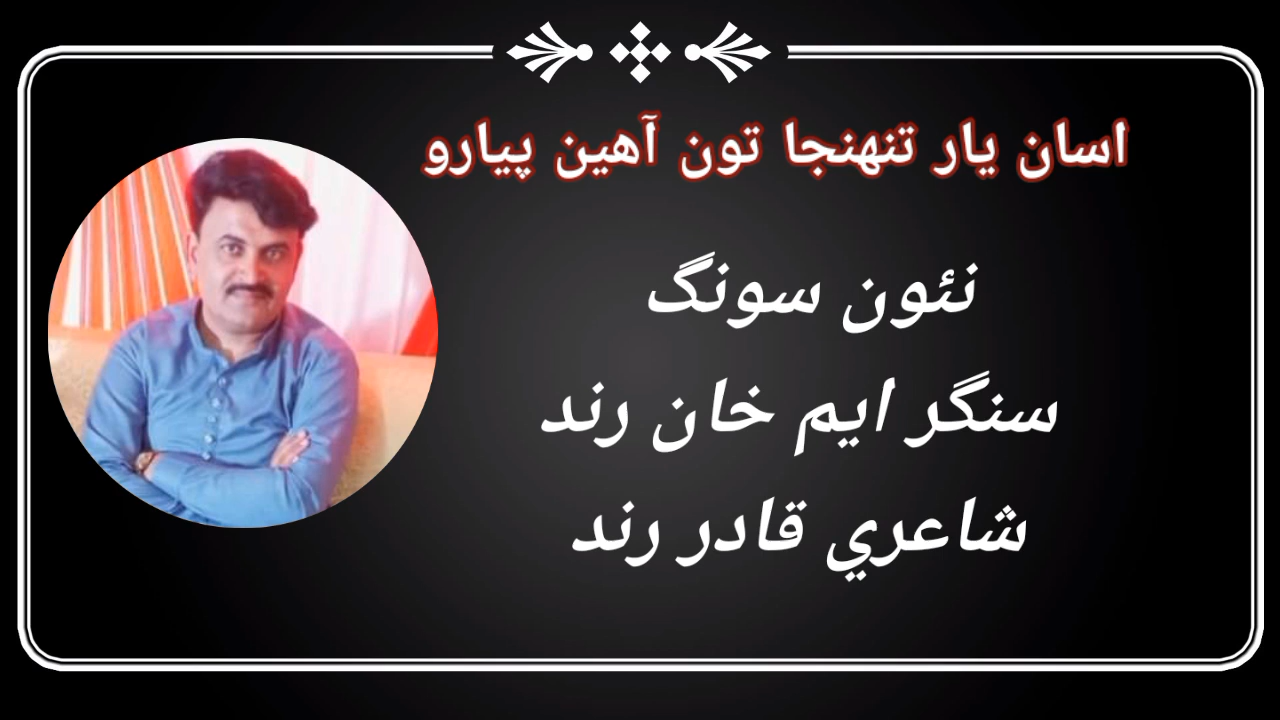 اسان يار تنهنجا تون آهين پيارو
نئون سونگ
سنگر ايم خان رند
شاعري قادر رند